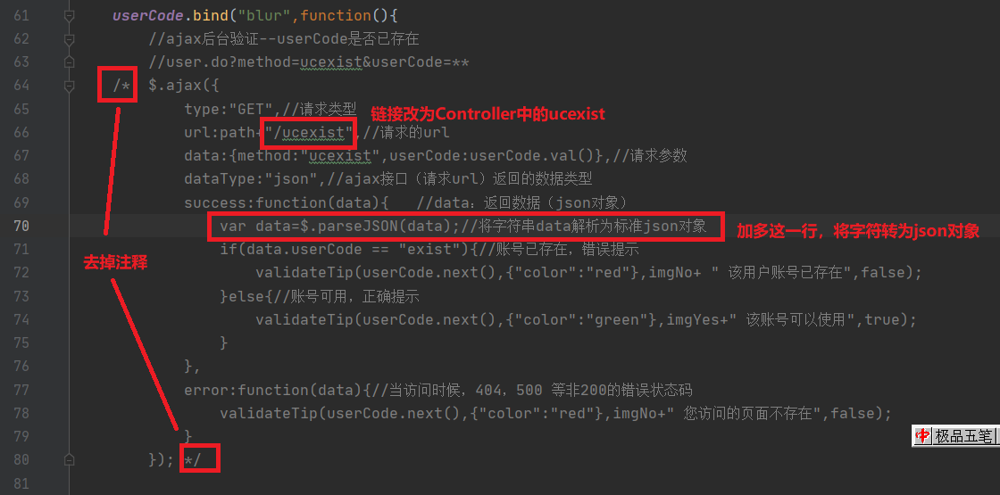 61 userCode.bind("blur",function(){
62 //ajax后台验证--userCode是否已存在
63 //user.do?method=ucexist&userCode=**
64 /* $.ajax({
65 type:"GET",//请求类型
链接改为Controller中的ucexist
66 url:path+"/ucexist",//请求的url
67 data:{method:"ucexist",userCode:userCode.val()},//请求参数
68 dataType:"json",//ajax接口（请求url）返回的数据类型
69 success:function(data){ //data：返回数据（json对象）
70 var data=$.parseJSON(data);//将字符串data解析为标准json对象
加多这一行，将字符转为json对象
71 if(data.userCode == "exist"){//账号已存在，错误提示
去掉注释
72 validateTip(userCode.next(),{"color":"red"},imgNo+ " 该用户账号已存在",false);
73 }else{//账号可用，正确提示
74 validateTip(userCode.next(),{"color":"green"},imgYes+" 该账号可以使用",true);
75 }
76 },
77 error:function(data){//当访问时候，404，500 等非200的错误状态码
78 validateTip(userCode.next(),{"color":"red"},imgNo+" 您访问的页面不存在",false);
79 }
中 极品五笔
80 }); */
81